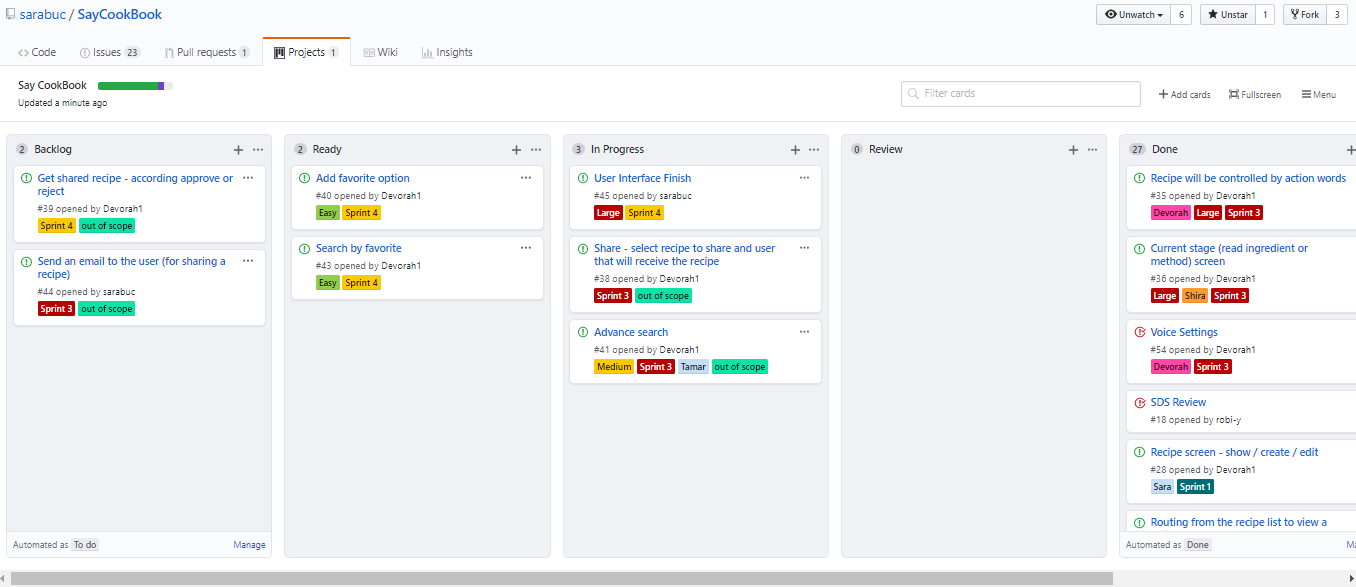 sarabuc / SayCookBook
Unwatch 6 Unstar 1 Fork 3
Code Issues 23 Pull requests 1 Projects 1 Wiki Insights
Say CookBook
Updated a minute ago
Filter cards
Add cards Fullscreen Menu
2 Backlog
Get shared recipe - according approve or
reject
#39 opened by Devorah1
Sprint 4 out of scope
Send an email to the user (for sharing a
recipe)
#44 opened by sarabuc
Sprint 3 out of scope
Automated as To do Manage
2 Ready
Add favorite option
#40 opened by Devorah1
Easy Sprint 4
Search by favorite
#43 opened by Devorah1
Easy Sprint 4
3 In Progress
User Interface Finish
#45 opened by sarabuc
Large Sprint 4
Share - select recipe to share and user
that will receive the recipe
#38 opened by Devorah1
Sprint 3 out of scope
Advance search
#41 opened by Devorah1
Medium Sprint 3 Tamar out of scope
0 Review
27 Done
Recipe will be controlled by action words
#35 opened by Devorah1
Devorah Large Sprint 3
Current stage (read ingredient or
method) screen
#36 opened by Devorah1
Large Shira Sprint 3
Voice Settings
#54 opened by Devorah1
Devorah Sprint 3
SDS Review
#18 opened by robi-y
Recipe screen - show / create / edit
#28 opened by Devorah1
Sara Sprint 1
Routing from the recipe list to view a
Automated as Done